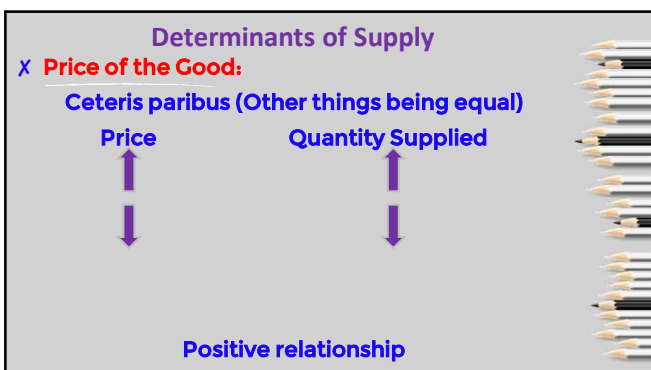 Determinants of Supply
✗ Price of the Good:
Ceteris paribus (Other things being equal)
Price Quantity Supplied
Positive relationship